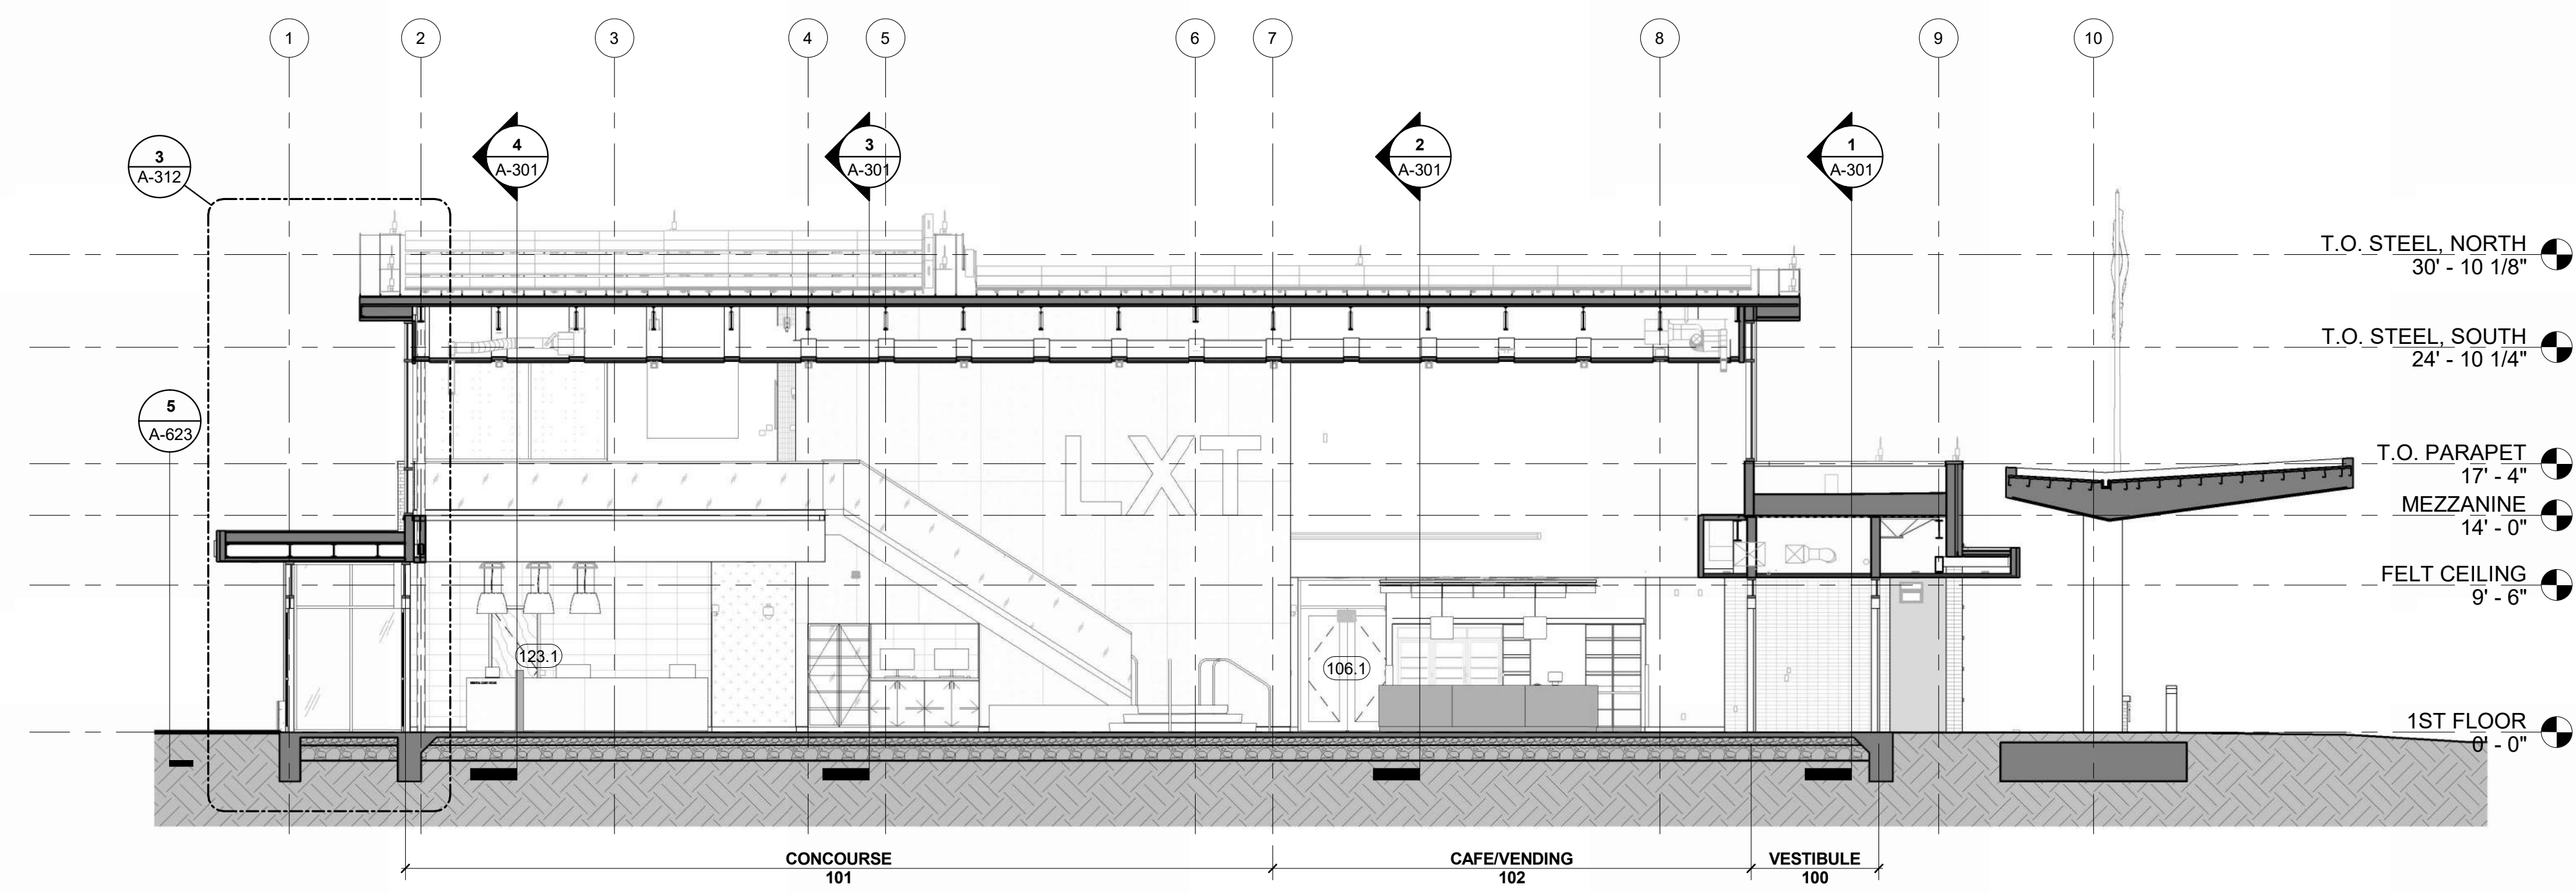 1 2 3 4 5 6 7 8 9 10
4
A-301
3
A-301
2
A-301
1
A-301
3
A-312
T.O. STEEL, NORTH
30' - 10 1/8"
T.O. STEEL, SOUTH
24' - 10 1/4"
5
A-623
LXT
T.O. PARAPET
17' - 4"
MEZZANINE
14' - 0"
FELT CEILING
9' - 6"
123.1
106.1
1ST FLOOR
0' - 0"
CONCOURSE
101
CAFE/VENDING
102
VESTIBULE
100